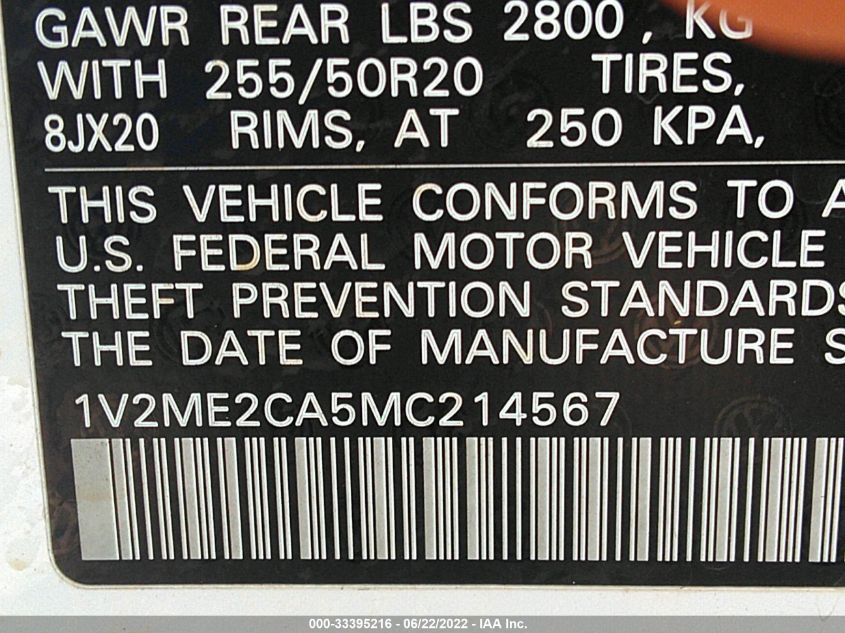 GAWR REAR LBS 2800, KG
WITH 255/50R20 TIRES,
8JX20 RIMS, AT 250 KPA,
THIS VEHICLE CONFORMS TO A
U.S. FEDERAL MOTOR VEHICLE
THEFT PREVENTION STANDARDS
THE DATE OF MANUFACTURE S
1V2ME2CA5MC214567
000-33395216 - 06/22/2022 - IAA Inc.